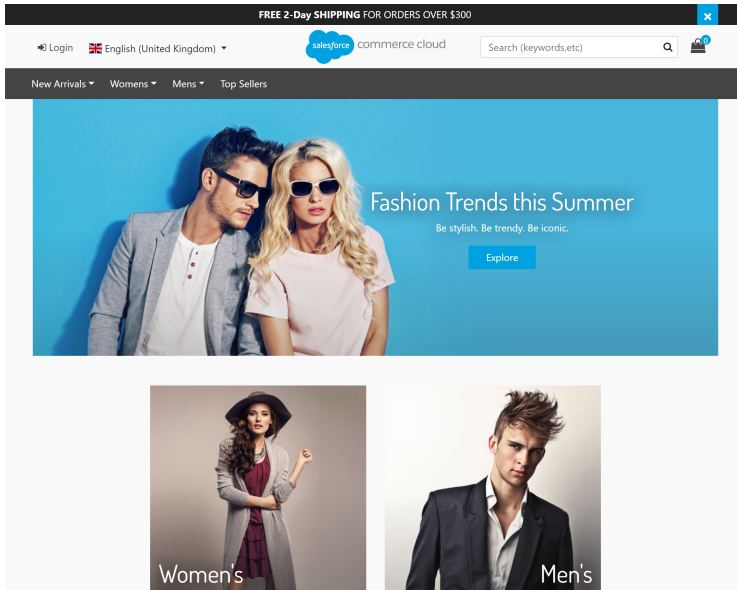 FREE 2-Day SHIPPING FOR ORDERS OVER $300
Login
English (United Kingdom)
salesforce commerce cloud
Search (keywords,etc)
0
New Arrivals Womens Mens Top Sellers
Fashion Trends this Summer
Be stylish. Be trendy. Be iconic.
Explore
Women's
Men's